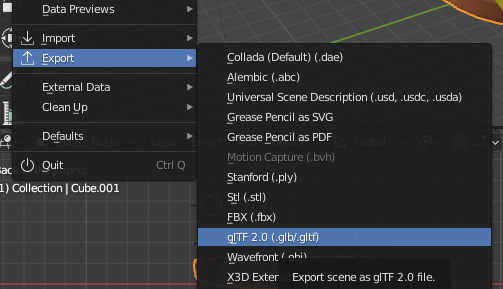 Data Previews
Import
Export
External Data
Clean Up
Defaults
Quit Ctrl Q
1) Collection | Cube.001
Collada (Default) (.dae)
Alembic (.abc)
Universal Scene Description (.usd, .usdc, .usda)
Grease Pencil as SVG
Grease Pencil as PDF
Motion Capture (.bvh)
Stanford (.ply)
Stl (.stl)
FBX (.fbx)
glTF 2.0 (.glb/.gltf)
Wavefront (.obj)
X3D Exten
Export scene as glTF 2.0 file.
Global